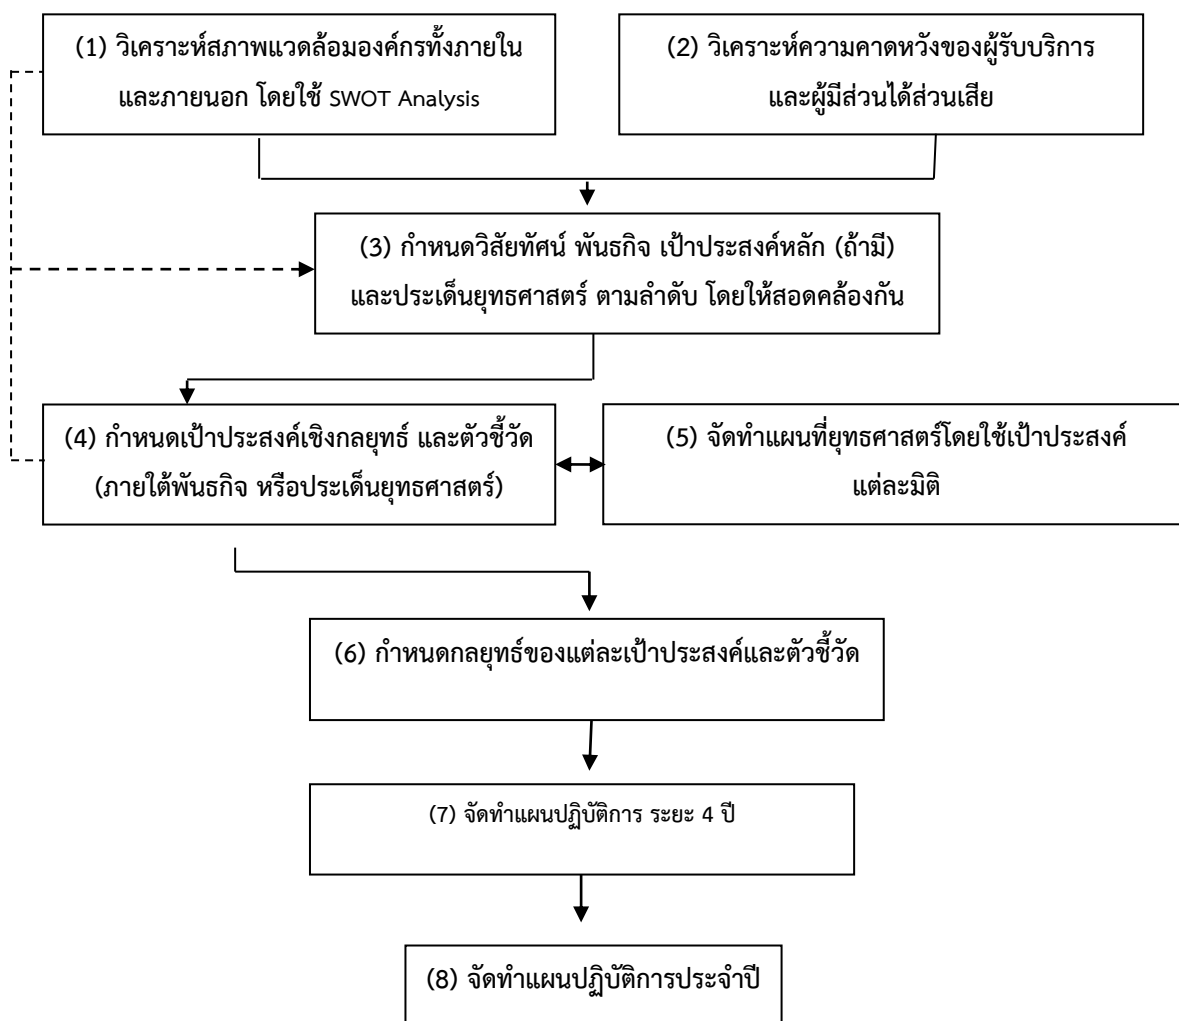 (1) วิเคราะห์สภาพแวดล้อมองค์กรทั้งภายใน
และภายนอก โดยใช้ SWOT Analysis
(2) วิเคราะห์ความคาดหวังของผู้รับบริการ
และผู้มีส่วนได้ส่วนเสีย
(3) กำหนดวิสัยทัศน์ พันธกิจ เป้าประสงค์หลัก (ถ้ามี)
และประเด็นยุทธศาสตร์ ตามลำดับ โดยให้สอดคล้องกัน
(4) กำหนดเป้าประสงค์เชิงกลยุทธ์ และตัวชี้วัด
(ภายใต้พันธกิจ หรือประเด็นยุทธศาสตร์)
(5) จัดทำแผนที่ยุทธศาสตร์โดยใช้เป้าประสงค์
แต่ละมิติ
(6) กำหนดกลยุทธ์ของแต่ละเป้าประสงค์และตัวชี้วัด
(7) จัดทำแผนปฏิบัติการ ระยะ 4 ปี
(8) จัดทำแผนปฏิบัติการประจำปี